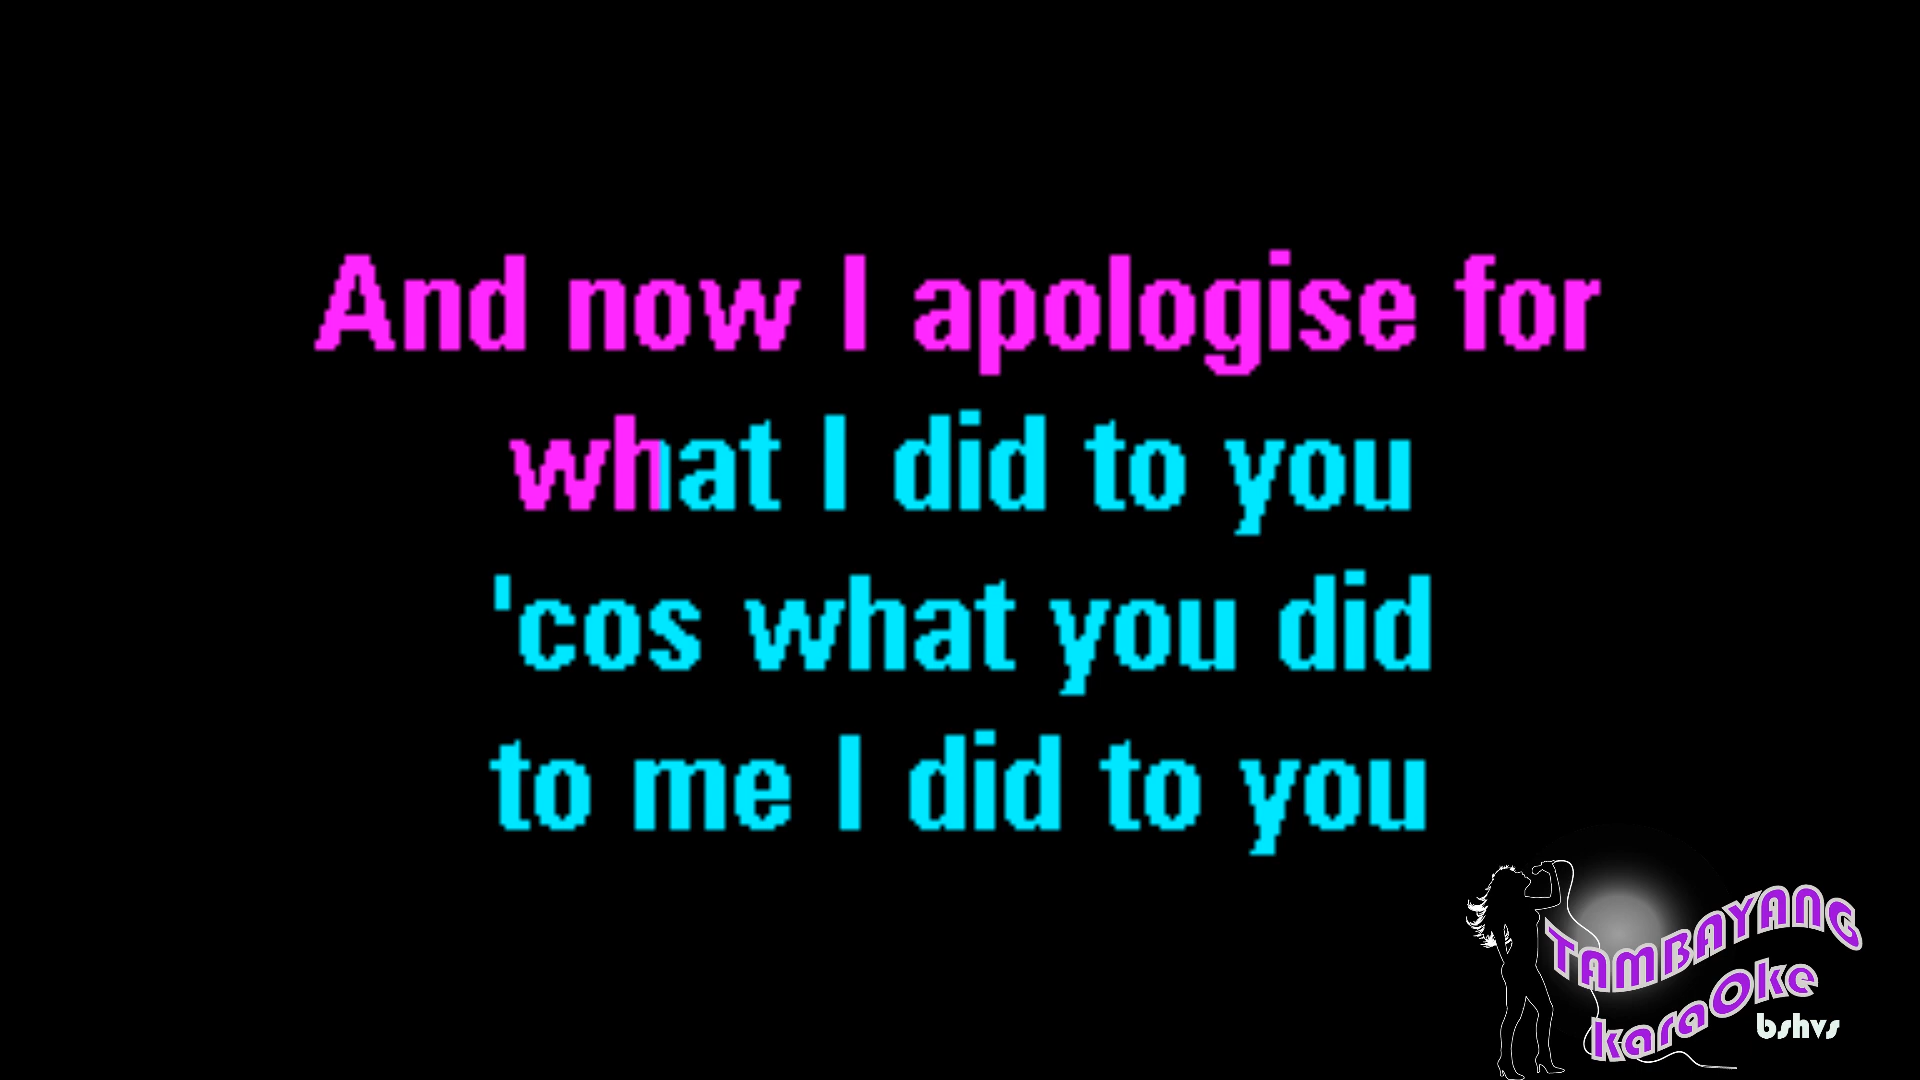 And now I apologise for
what I did to you
'cos what you did
to me I did to you
TAMBAYANG
karaOke
bshvs